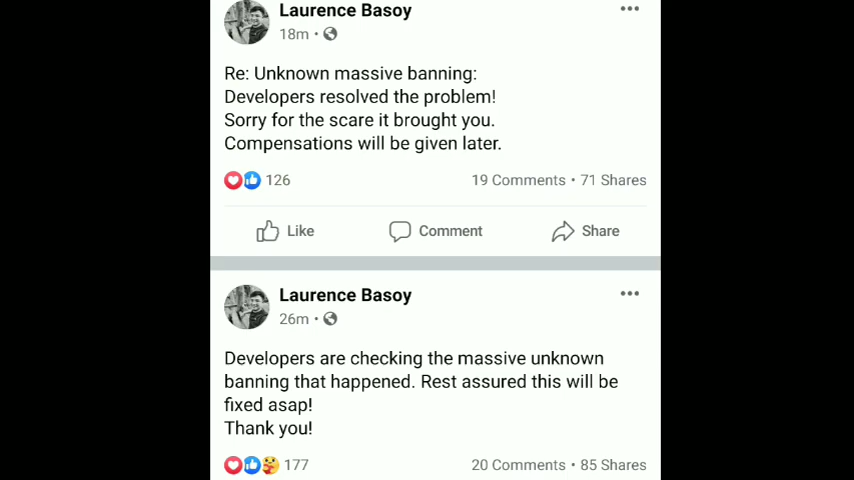 Laurence Basoy
18m •
Re: Unknown massive banning:
Developers resolved the problem!
Sorry for the scare it brought you.
Compensations will be given later.
126 19 Comments • 71 Shares
Like Comment Share
Laurence Basoy
26m •
Developers are checking the massive unknown
banning that happened. Rest assured this will be
fixed asap!
Thank you!
177 20 Comments • 85 Shares